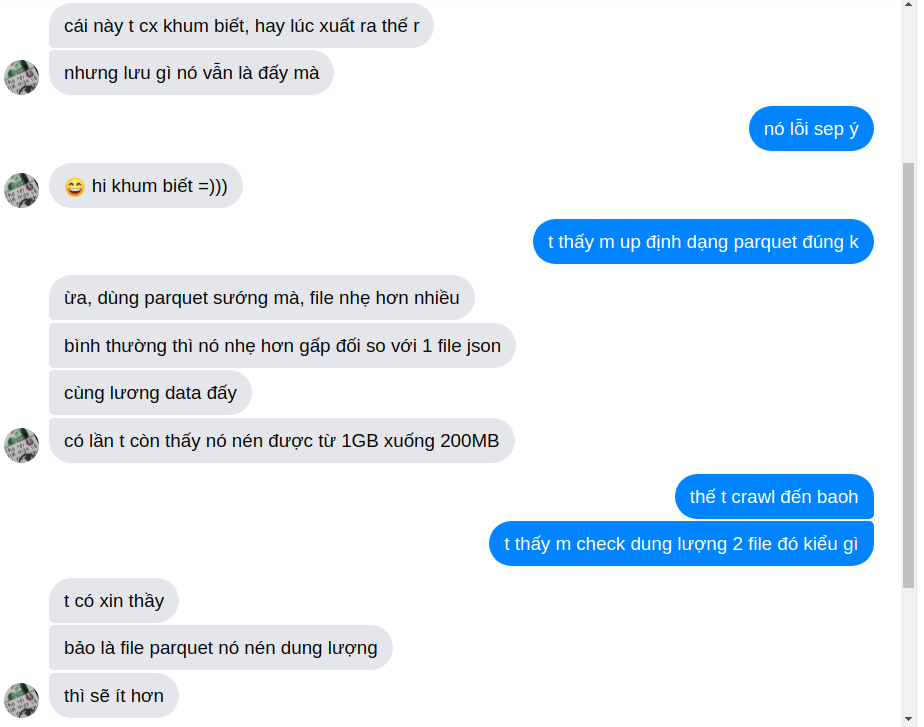 cái này t cx khum biết, hay lúc xuất ra thế r
nhưng lưu gì nó vẫn là đấy mà
nó lỗi sep ý
😄 hi khum biết =)))
t thấy m up định dạng parquet đúng k
ừa, dùng parquet sướng mà, file nhẹ hơn nhiều
bình thường thì nó nhẹ hơn gấp đối so với 1 file json
cùng lương data đấy
có lần t còn thấy nó nén được từ 1GB xuống 200MB
thế t crawl đến baoh
t thấy m check dung lượng 2 file đó kiểu gì
t có xin thầy
bảo là file parquet nó nén dung lượng
thì sẽ ít hơn